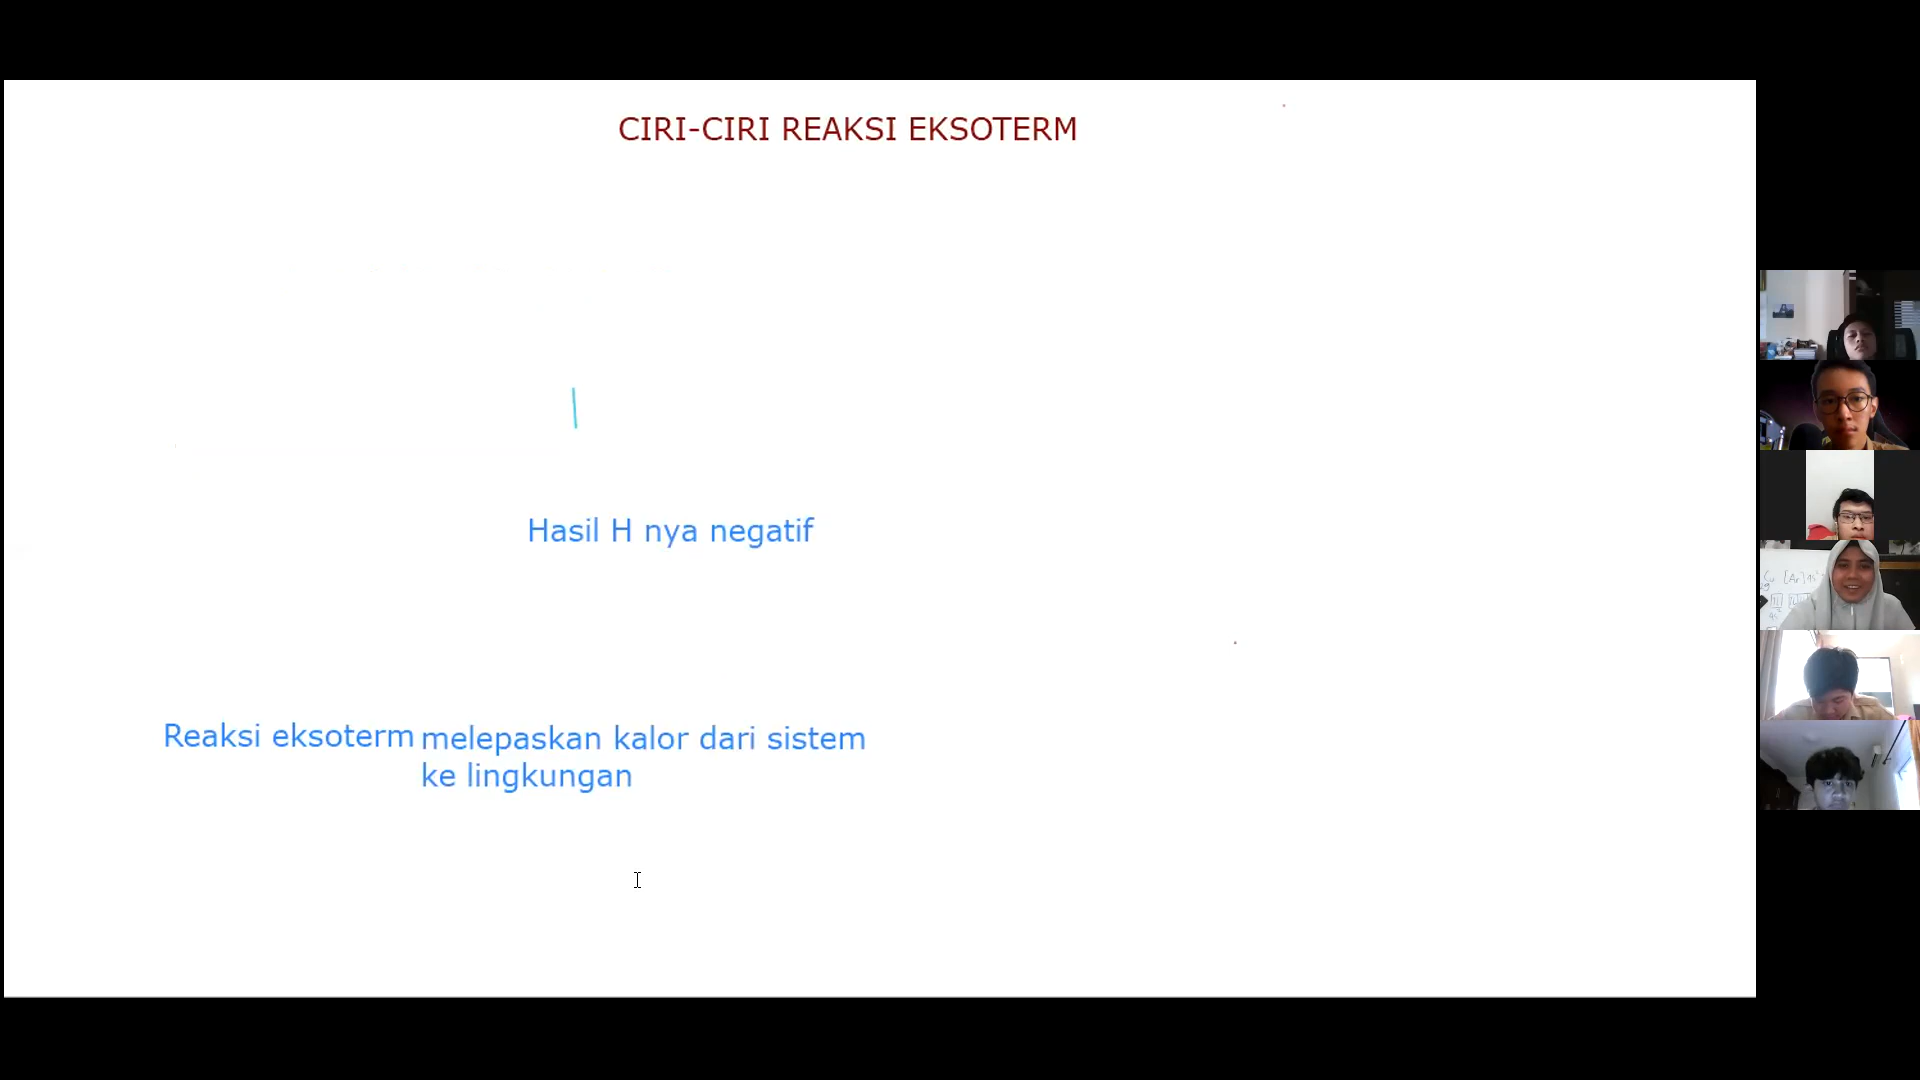 CIRI-CIRI REAKSI EKSOTERM
Hasil H nya negatif
Reaksi eksoterm melepaskan kalor dari sistem
ke lingkungan